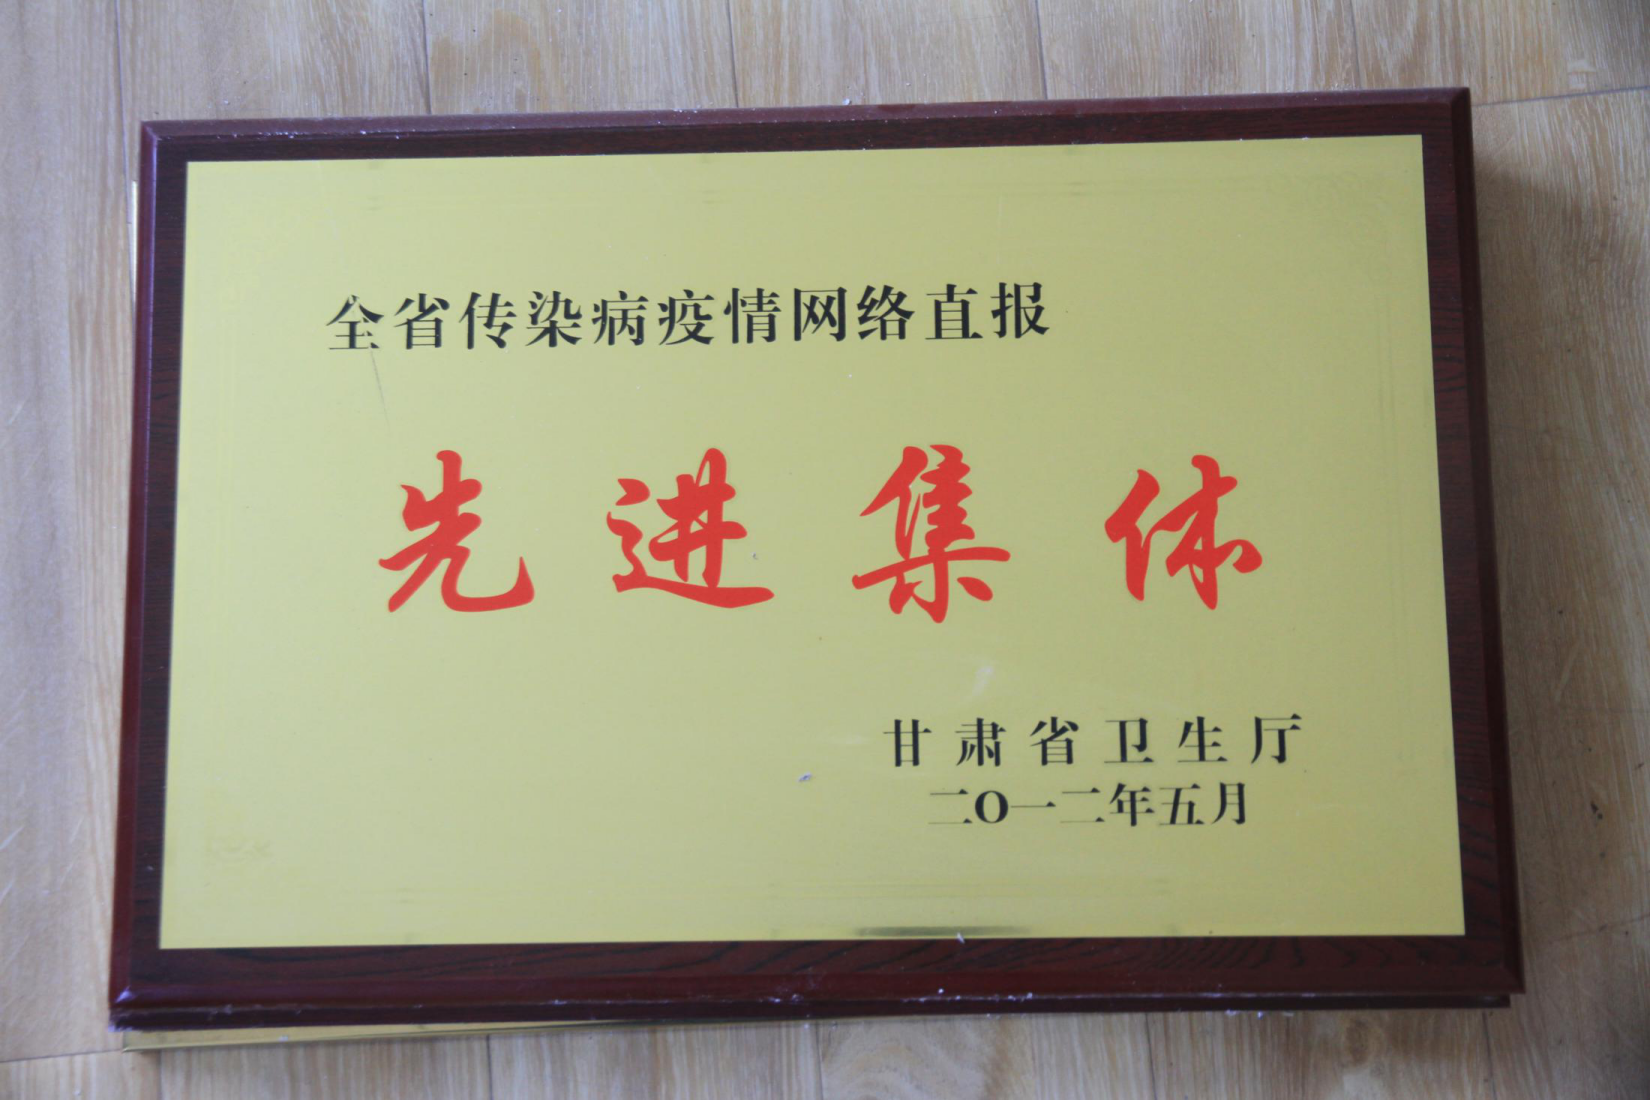 全省传染病疫情网络直报
先进集体
甘肃省卫生厅
二O一二年五月